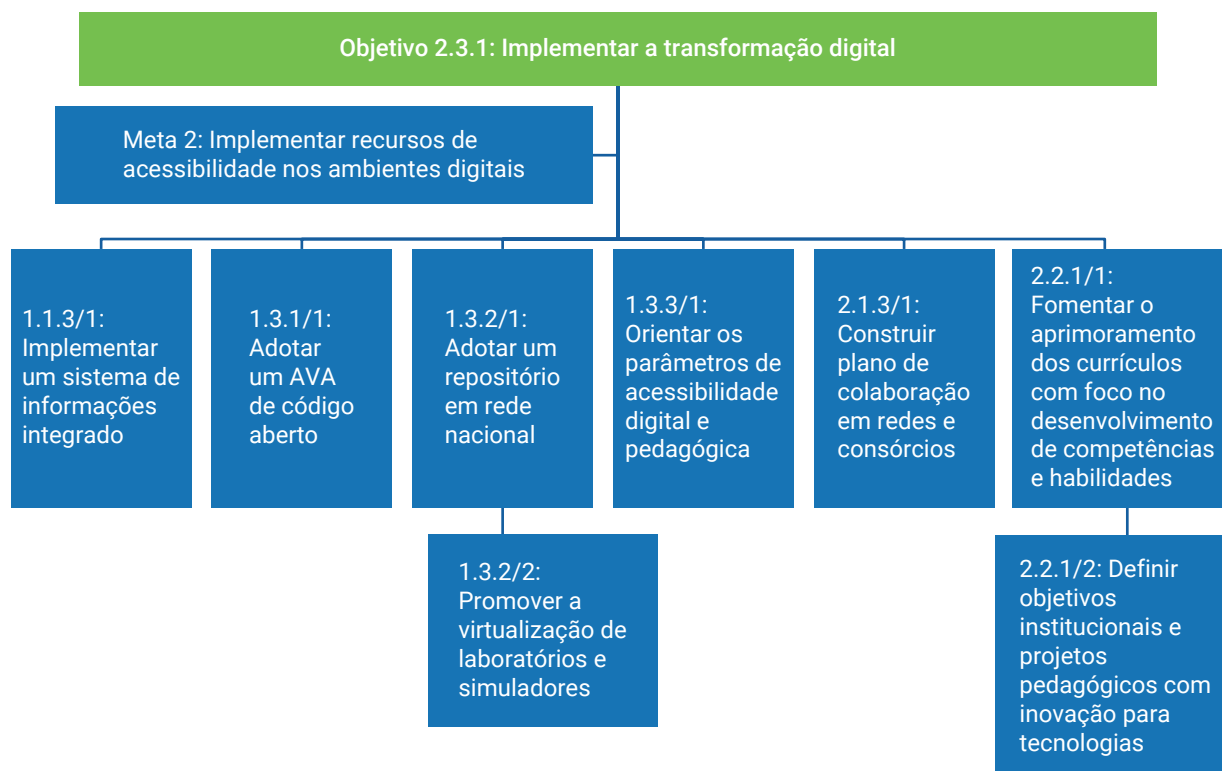 Objetivo 2.3.1: Implementar a transformação digital
Meta 2: Implementar recursos de
acessibilidade nos ambientes digitais
1.1.3/1:
Implementar
um sistema de
informações
integrado
1.3.1/1:
Adotar
um AVA
de código
aberto
1.3.2/1:
Adotar um
repositório
em rede
nacional
1.3.3/1:
Orientar os
parâmetros de
acessibilidade
digital e
pedagógica
2.1.3/1:
Construir
plano de
colaboração
em redes e
consórcios
2.2.1/1:
Fomentar o
aprimoramento
dos currículos
com foco no
desenvolvimento
de competências
e habilidades
1.3.2/2:
Promover a
virtualização de
laboratórios e
simuladores
2.2.1/2: Definir
objetivos
institucionais e
projetos
pedagógicos com
inovação para
tecnologias